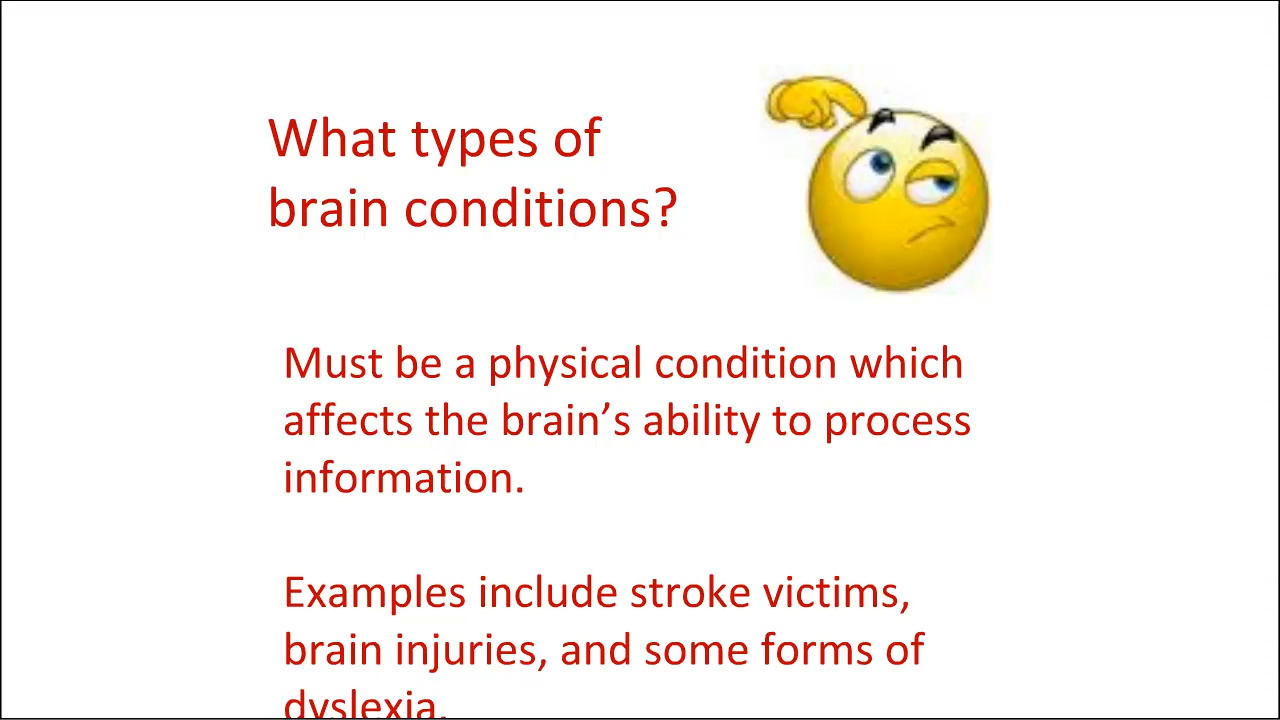 What types of
brain conditions?
Must be a physical condition which
affects the brain’s ability to process
information.
Examples include stroke victims,
brain injuries, and some forms of
dyslexia.